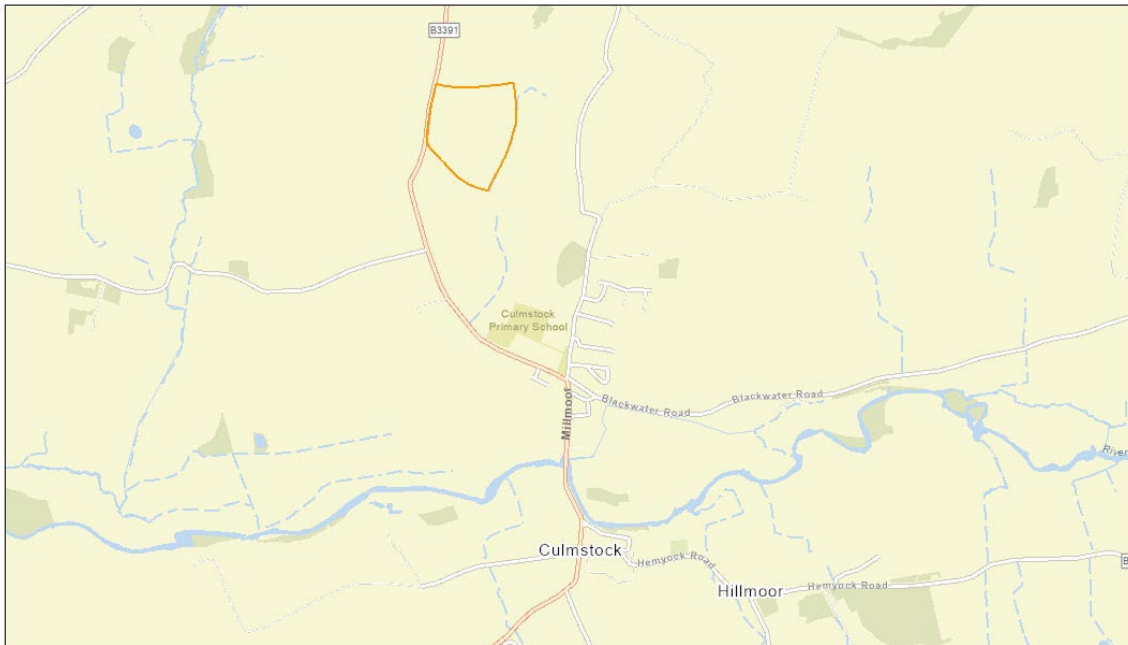 B3391
Culmstock
Primary School
Millmoor
Blackwater Road
Blackwater Road
River
Culmstock
Hemyock Road
Hillmoor
Hemyock Road
B